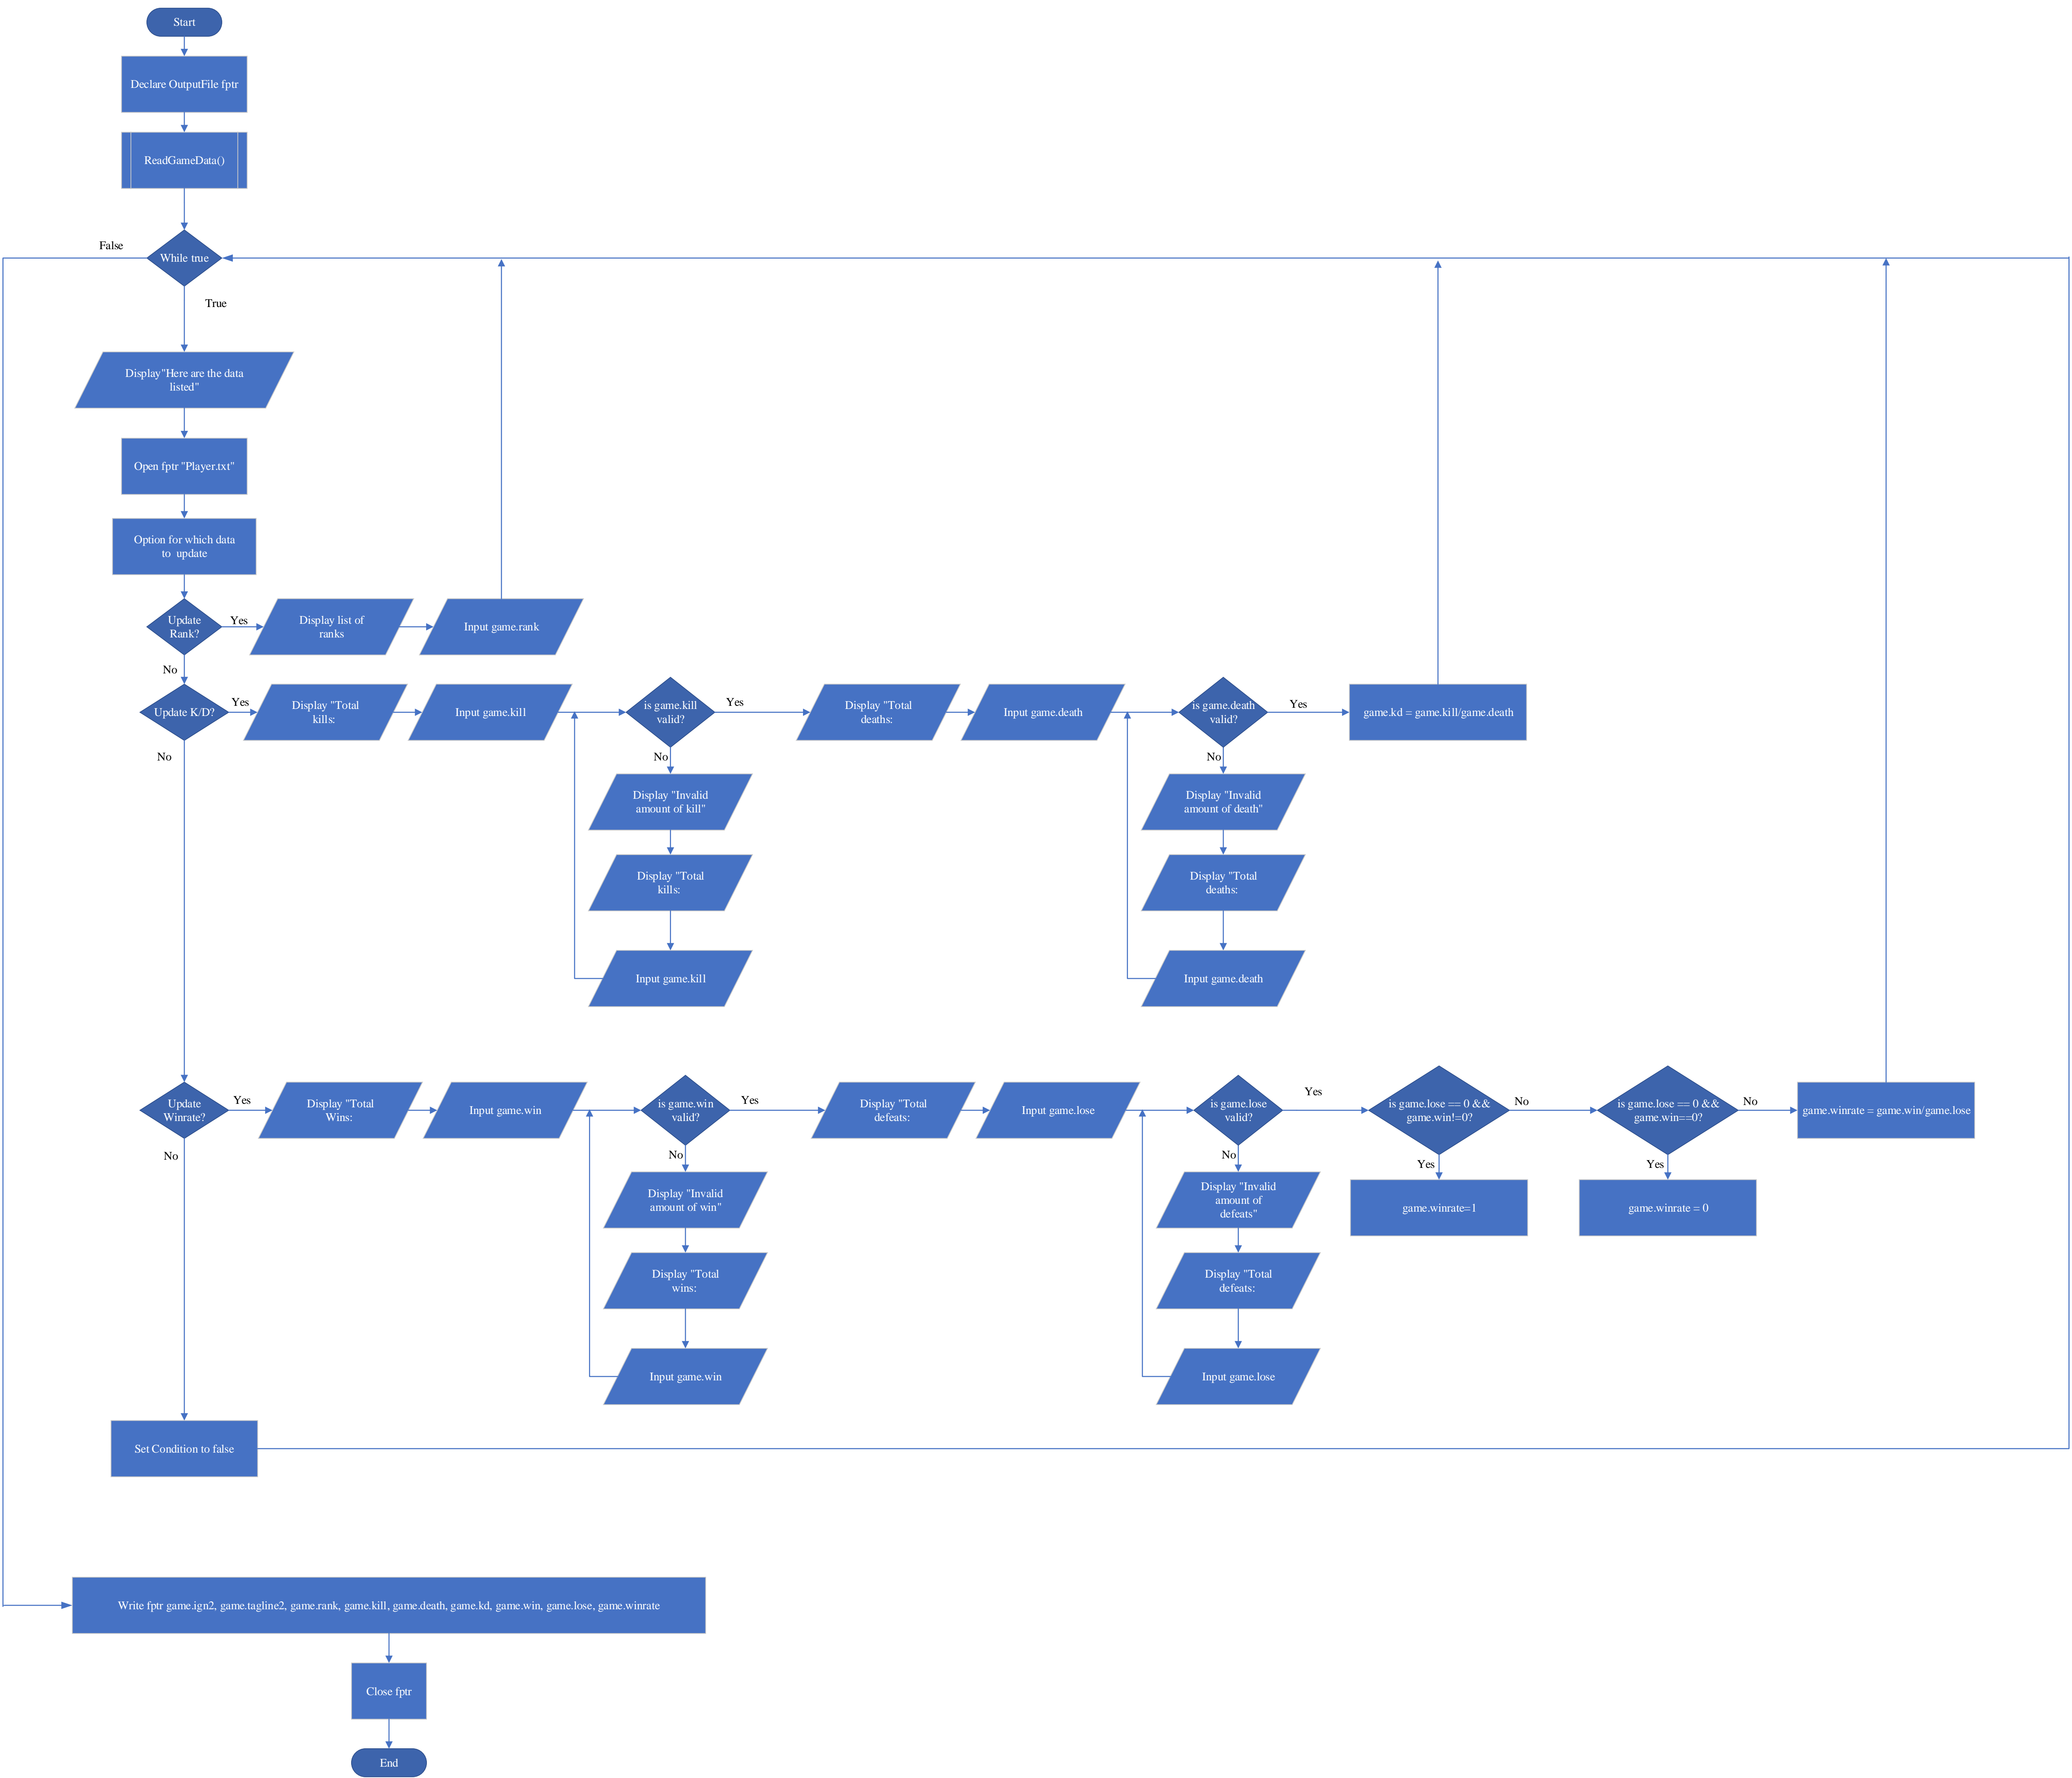 Start
Declare OutputFile fptr
ReadGameData()
False
While true
True
Display"Here are the data
listed"
Open fptr "Player.txt"
Option for which data
to  update
Update
Rank?
Yes
Display list of
ranks
Input game.rank
No
Update K/D?
Yes
Display "Total
kills:
Input game.kill
is game.kill
valid?
Yes
Display "Total
deaths:
Input game.death
is game.death
valid?
Yes
game.kd = game.kill/game.death
No
No
No
Display "Invalid
amount of kill"
Display "Invalid
amount of death"
Display "Total
kills:
Display "Total
deaths:
Input game.kill
Input game.death
Update
Winrate?
Yes
Display "Total
Wins:
Input game.win
is game.win
valid?
Yes
Display "Total
defeats:
Input game.lose
is game.lose
valid?
Yes
is game.lose == 0 &&
game.win!=0?
No
is game.lose == 0 &&
game.win==0?
No
game.winrate = game.win/game.lose
No
No
No
Yes
Yes
Display "Invalid
amount of win"
Display "Invalid
amount of
defeats"
game.winrate=1
game.winrate = 0
Display "Total
wins:
Display "Total
defeats:
Input game.win
Input game.lose
Set Condition to false
Write fptr game.ign2, game.tagline2, game.rank, game.kill, game.death, game.kd, game.win, game.lose, game.winrate
Close fptr
End